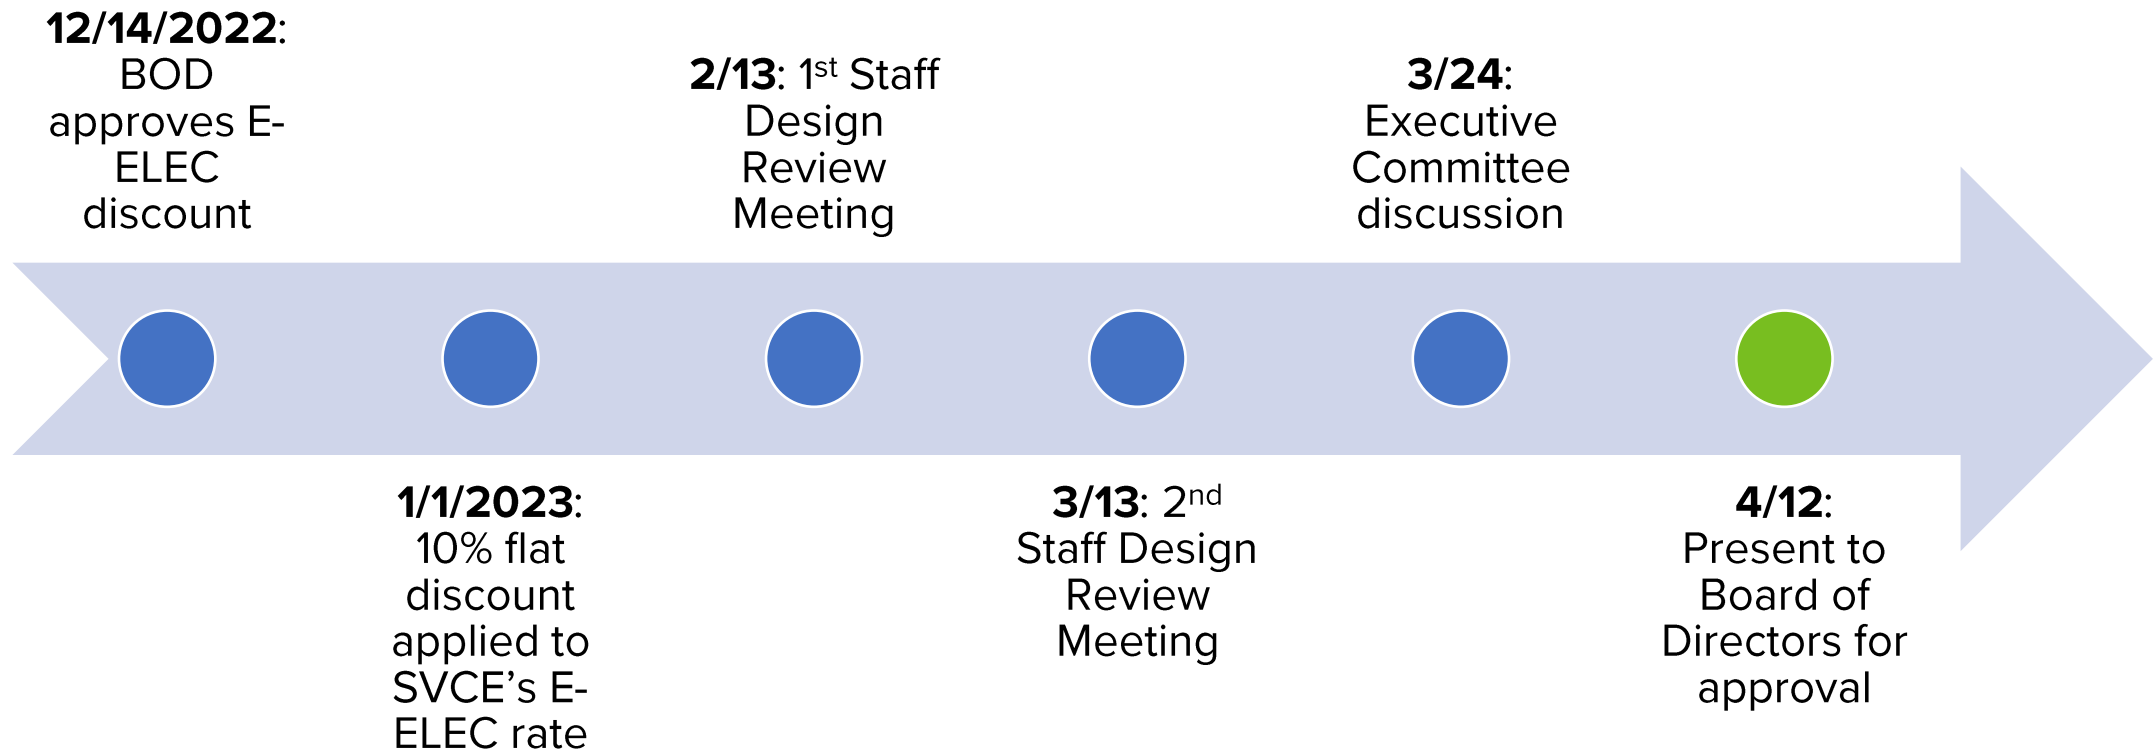 12/14/2022:
BOD
approves E-
ELEC
discount
1/1/2023:
10% flat
discount
applied to
SVCE’s E-
ELEC rate
2/13: 1st Staff
Design
Review
Meeting
3/13: 2nd
Staff Design
Review
Meeting
3/24:
Executive
Committee
discussion
4/12:
Present to
Board of
Directors for
approval